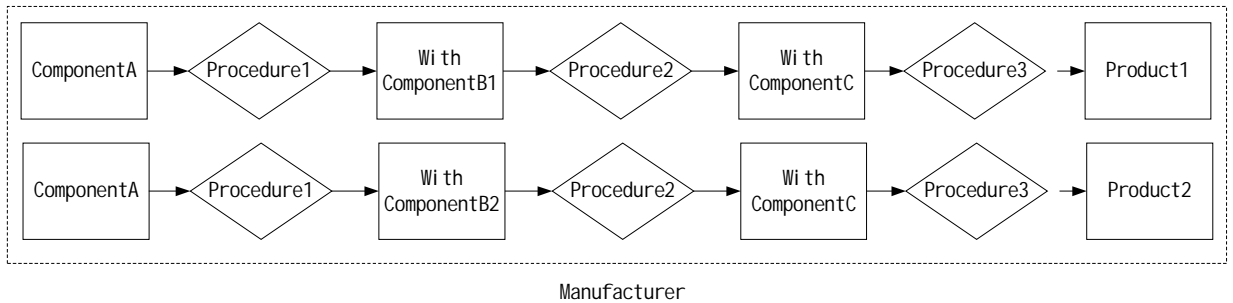 ComponentA
Procedure1
With
ComponentB1
Procedure2
With
ComponentC
Procedure3
Product1
ComponentA
Procedure1
With
ComponentB2
Procedure2
With
ComponentC
Procedure3
Product2
Manufacturer